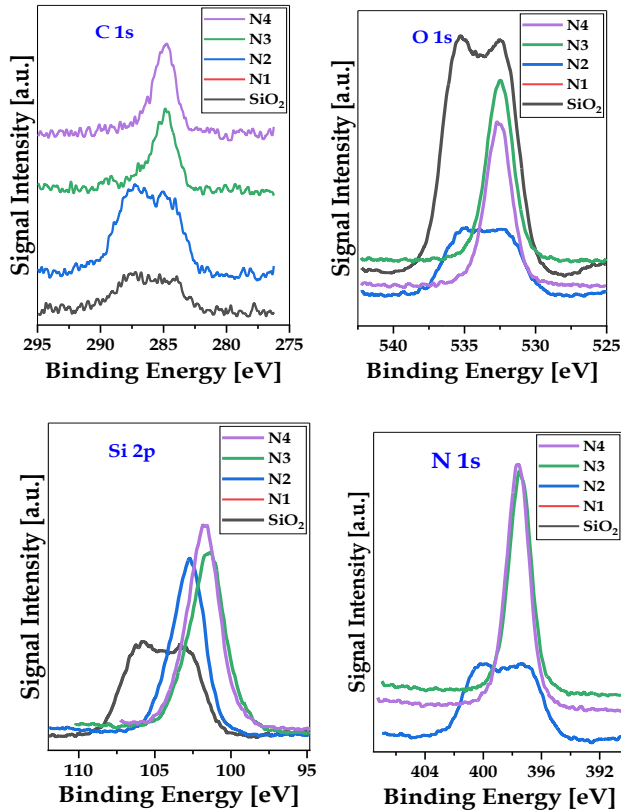 C 1s
N4
N3
N2
N1
SiO₂
Signal Intensity [a.u.]
295 290 285 280 275
Binding Energy [eV]
O 1s
N4
N3
N2
N1
SiO₂
Signal Intensity [a.u.]
540 535 530 525
Binding Energy [eV]
Si 2p
N4
N3
N2
N1
SiO₂
Signal Intensity [a.u.]
110 105 100 95
Binding Energy [eV]
N 1s
N4
N3
N2
N1
SiO₂
Signal Intensity [a.u.]
404 400 396 392
Binding Energy [eV]